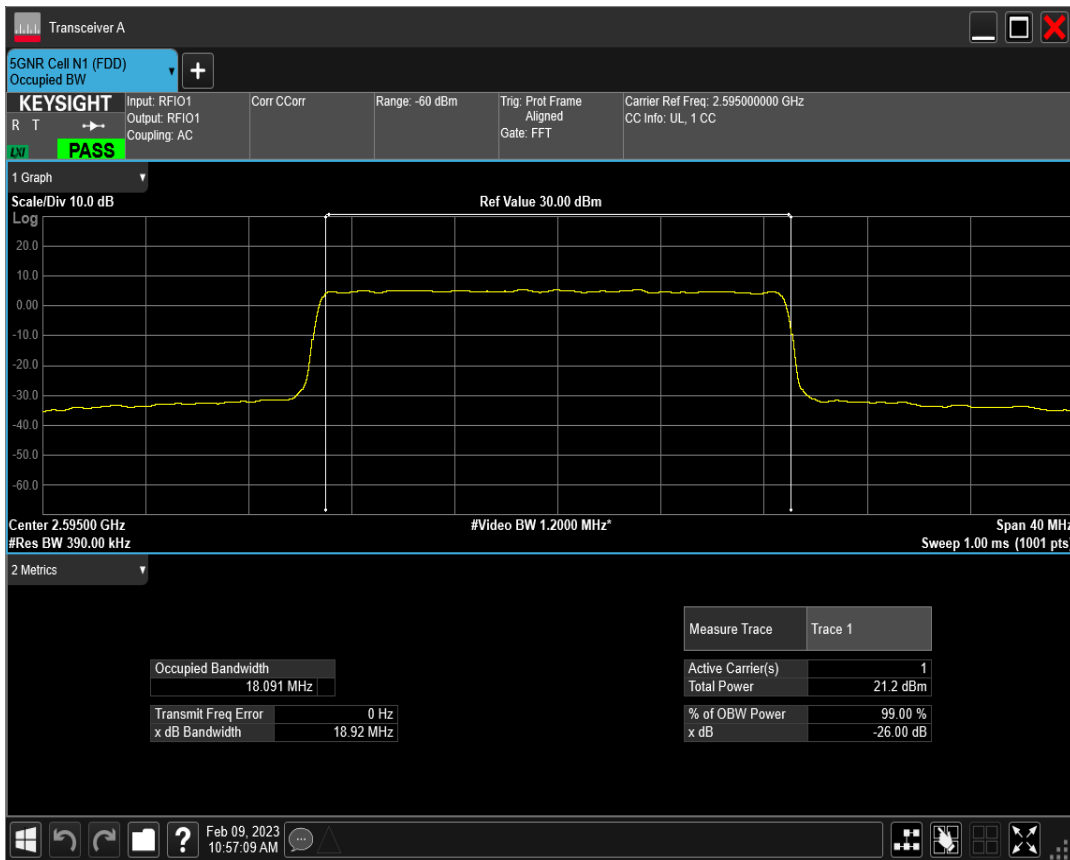 Transceiver A
5GNR Cell N1 (FDD)
Occupied BW
+
KEYSIGHT
R T
LXI
PASS
Input: RFIO1
Output: RFIO1
Coupling: AC
Corr CCorr
Range: -60 dBm
Trig: Prot Frame
Aligned
Gate: FFT
Carrier Ref Freq: 2.595000000 GHz
CC Info: UL, 1 CC
1 Graph
Scale/Div 10.0 dB
Ref Value 30.00 dBm
Log
20.0
10.0
0.00
-10.0
-20.0
-30.0
-40.0
-50.0
-60.0
Center 2.59500 GHz
#Video BW 1.2000 MHz*
Span 40 MHz
#Res BW 390.00 kHz
Sweep 1.00 ms (1001 pts)
2 Metrics
Measure Trace Trace 1
Occupied Bandwidth
18.091 MHz
Active Carrier(s) 1
Total Power 21.2 dBm
Transmit Freq Error 0 Hz
x dB Bandwidth 18.92 MHz
% of OBW Power 99.00 %
x dB -26.00 dB
?
Feb 09, 2023
10:57:09 AM